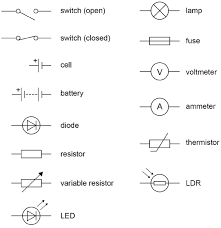 switch (open)
switch (closed)
cell
battery
diode
resistor
variable resistor
LED
lamp
fuse
V
voltmeter
A
ammeter
thermistor
LDR